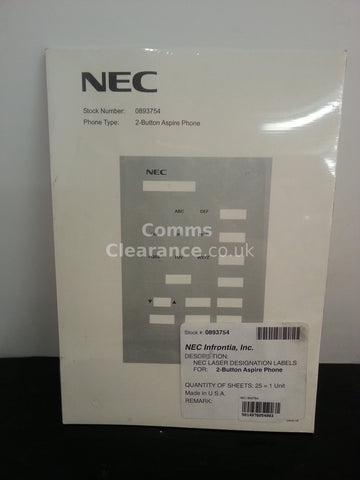 NEC
Stock Number: 0893754
Phone Type: 2-Button Aspire Phone
NEC
ABC DEF
Comms
Clearance.co.uk
Stock #: 0893754
NEC Infrontia, Inc.
DESCRIPTION:
NEC LASER DESIGNATION LABELS
FOR: 2-Button Aspire Phone
QUANTITY OF SHEETS: 25 = 1 Unit
Made in U.S.A.
REMARK: